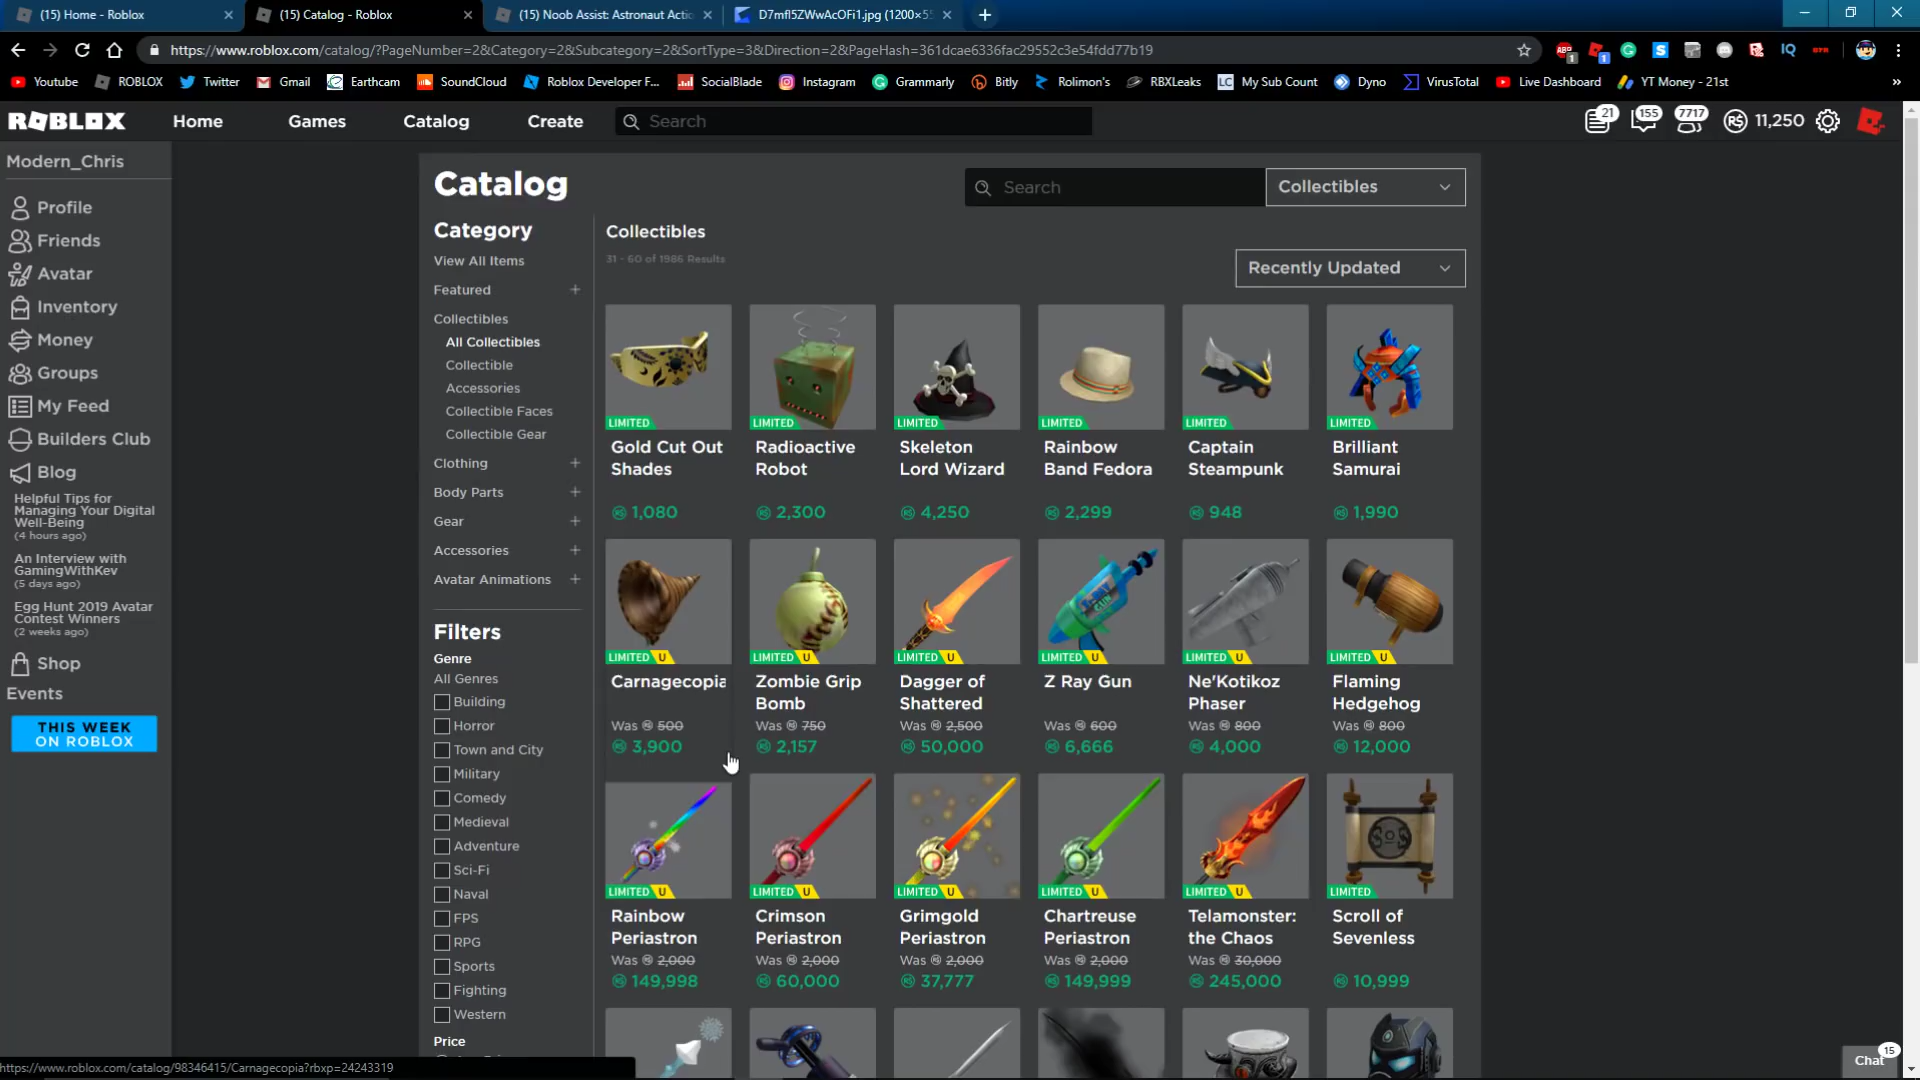 (15) Home - Roblox
(15) Catalog - Roblox
(15) Noob Assist: Astronaut Actic
D7mfI5ZWwAcOFi1.jpg (1200×55
https://www.roblox.com/catalog/?PageNumber=2&Category=2&Subcategory=2&SortType=3&Direction=2&PageHash=361dcae6336fac29552c3e54fdd77b19
Youtube ROBLOX Twitter Gmail Earthcam SoundCloud Roblox Developer F... SocialBlade Instagram Grammarly Bitly Rolimon's RBXLeaks LC My Sub Count Dyno VirusTotal Live Dashboard YT Money - 21st »
ROBLOX Home Games Catalog Create Search 21 155 7717 11,250
Modern_Chris
Profile
Friends
Avatar
Inventory
Money
Groups
My Feed
Builders Club
Blog
Helpful Tips for
Managing Your Digital
Well-Being
(4 hours ago)
An Interview with
GamingWithKev
(5 days ago)
Egg Hunt 2019 Avatar
Contest Winners
(2 weeks ago)
Shop
Events
THIS WEEK
ON ROBLOX
Catalog
Search
Collectibles
Category
View All Items
Featured +
Collectibles
All Collectibles
Collectible
Accessories
Collectible Faces
Collectible Gear
Clothing +
Body Parts +
Gear +
Accessories +
Avatar Animations +
Filters
Genre
All Genres
Building
Horror
Town and City
Military
Comedy
Medieval
Adventure
Sci-Fi
Naval
FPS
RPG
Sports
Fighting
Western
Price
Collectibles
31 - 60 of 1986 Results
Recently Updated
LIMITED LIMITED LIMITED LIMITED LIMITED LIMITED
Gold Cut Out Radioactive Skeleton Rainbow Captain Brilliant
Shades Robot Lord Wizard Band Fedora Steampunk Samurai
1,080 2,300 4,250 2,299 948 1,990
LIMITED U LIMITED U LIMITED U LIMITED U LIMITED U LIMITED U
Carnagecopia Zombie Grip Dagger of Z Ray Gun Ne'Kotikoz Flaming
Bomb Shattered Phaser Hedgehog
Was 500 Was 750 Was 2,500 Was 600 Was 800 Was 800
3,900 2,157 50,000 6,666 4,000 12,000
LIMITED U LIMITED U LIMITED U LIMITED U LIMITED U LIMITED
Rainbow Crimson Grimgold Chartreuse Telamonster: Scroll of
Periastron Periastron Periastron Periastron the Chaos Sevenless
Was 2,000 Was 2,000 Was 2,000 Was 2,000 Was 30,000
149,998 60,000 37,777 149,999 245,000 10,999
https://www.roblox.com/catalog/98346415/Carnagecopia?rbxp=24243319
Chat 15